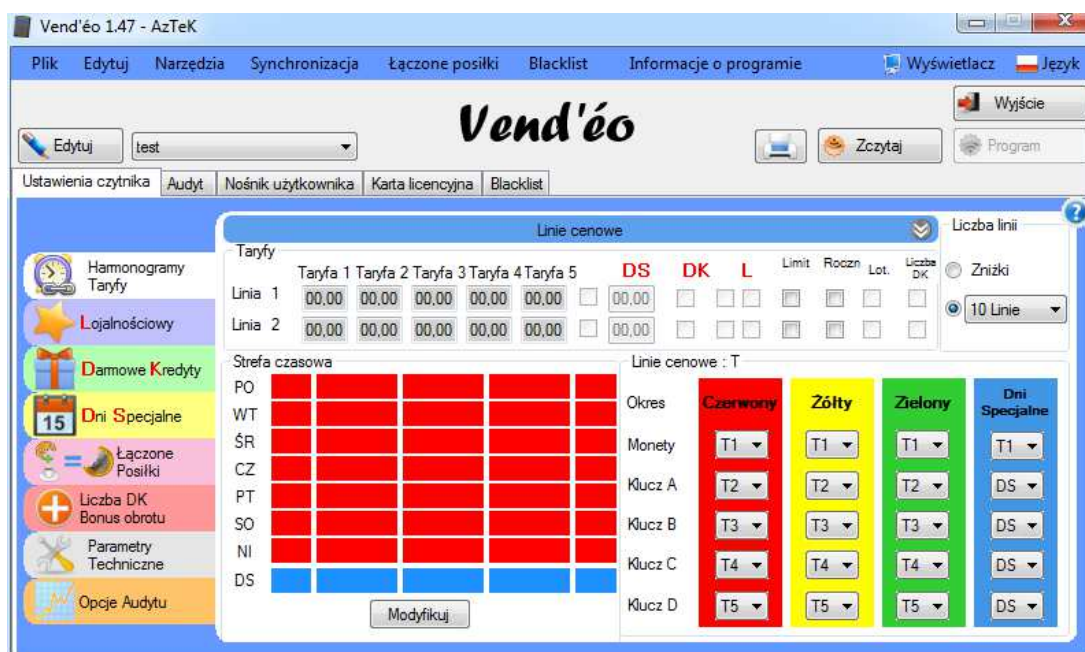 Vend'éo 1.47 - AzTeK
Plik Edytuj Narzędzia Synchronizacja Łączone posiłki Blacklist Informacje o programie Wyświetlacz Język
Vend'éo
Wyjście
Edytuj test Zczytaj Program
Ustawienia czytnika Audyt Nośnik użytkownika Karta licencyjna Blacklist
Linie cenowe
Liczba linii
Zniżki
10 Linie
Harmonogramy
Taryfy
Lojalnościowy
Darmowe Kredyty
15 Dni Specjalne
Łączone
Posiłki
Liczba DK
Bonus obrotu
Parametry
Techniczne
Opcje Audytu
Taryfy
Taryfa 1 Taryfa 2 Taryfa 3 Taryfa 4 Taryfa 5 DS DK L Limit Roczn Lot. Liczba DK
Linia 1 00,00 00,00 00,00 00,00 00,00 00,00
Linia 2 00,00 00,00 00,00 00,00 00,00 00,00
Strefa czasowa
PO
WT
ŚR
CZ
PT
SO
NI
DS
Modyfikuj
Linie cenowe : T
Okres Czerwony Żółty Zielony Dni Specjalne
Monety T1 T1 T1 T1
Klucz A T2 T2 T2 DS
Klucz B T3 T3 T3 DS
Klucz C T4 T4 T4 DS
Klucz D T5 T5 T5 DS